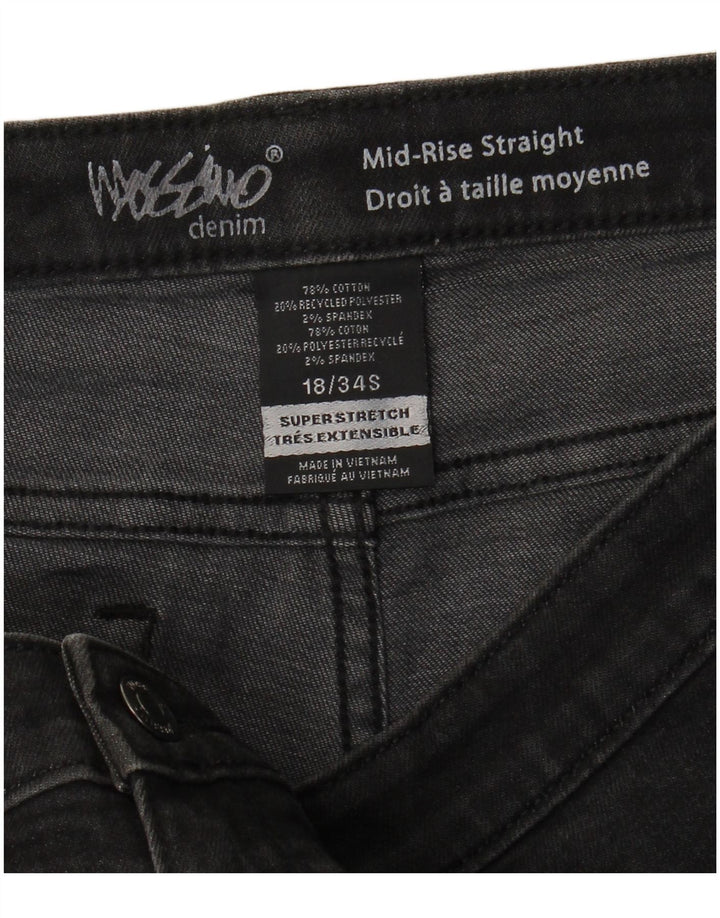 MOSSIMO®
denim
Mid-Rise Straight
Droit à taille moyenne
78% COTTON
20% RECYCLED POLYESTER
2% SPANDEX
78% COTON
20% POLYESTER RECYCLÉ
2% SPANDEX
18/34S
SUPER STRETCH
TRÉS EXTENSIBLE
MADE IN VIETNAM
FABRIQUÉ AU VIETNAM